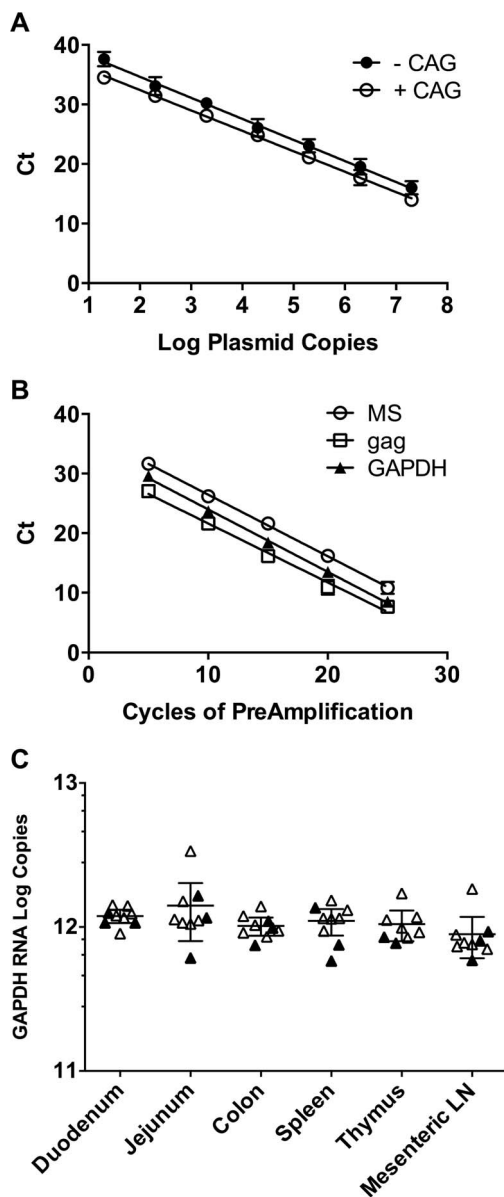 A
40
30
20
10
0
Ct
- CAG
+ CAG
1 2 3 4 5 6 7 8
Log Plasmid Copies
B
40
30
20
10
0
Ct
MS
gag
GAPDH
0 10 20 30
Cycles of PreAmplification
C
13
12
11
GAPDH RNA Log Copies
Duodenum
Jejunum
Colon
Spleen
Thymus
Mesenteric LN